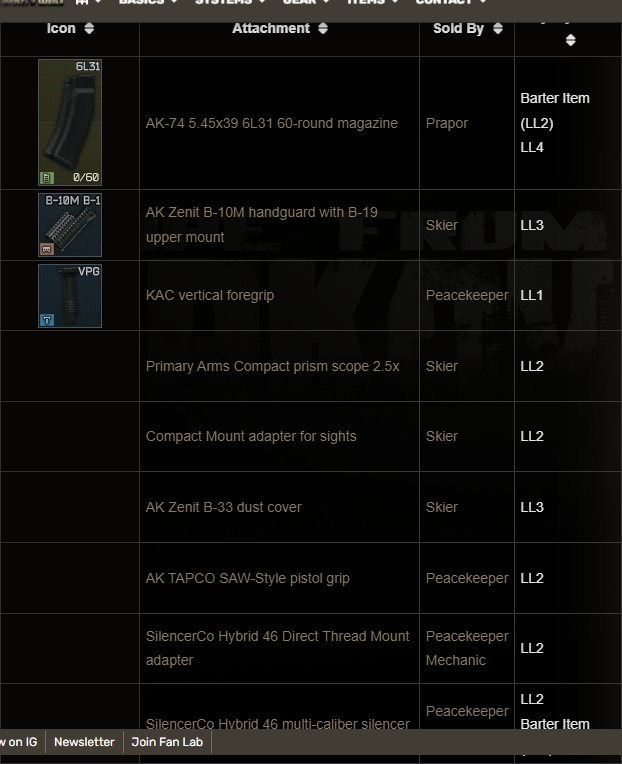 BASICS SYSTEMS GEAR ITEMS CONTACT
Icon Attachment Sold By
6L31
0/60
AK-74 5.45x39 6L31 60-round magazine
Prapor
Barter Item
(LL2)
LL4
B-10M B-1
AK Zenit B-10M handguard with B-19
upper mount
Skier
LL3
VPG
KAC vertical foregrip
Peacekeeper
LL1
Primary Arms Compact prism scope 2.5x
Skier
LL2
Compact Mount adapter for sights
Skier
LL2
AK Zenit B-33 dust cover
Skier
LL3
AK TAPCO SAW-Style pistol grip
Peacekeeper
LL2
SilencerCo Hybrid 46 Direct Thread Mount
adapter
Peacekeeper
Mechanic
LL2
SilencerCo Hybrid 46 multi-caliber silencer
Peacekeeper
LL2
Barter Item
w on IG Newsletter Join Fan Lab